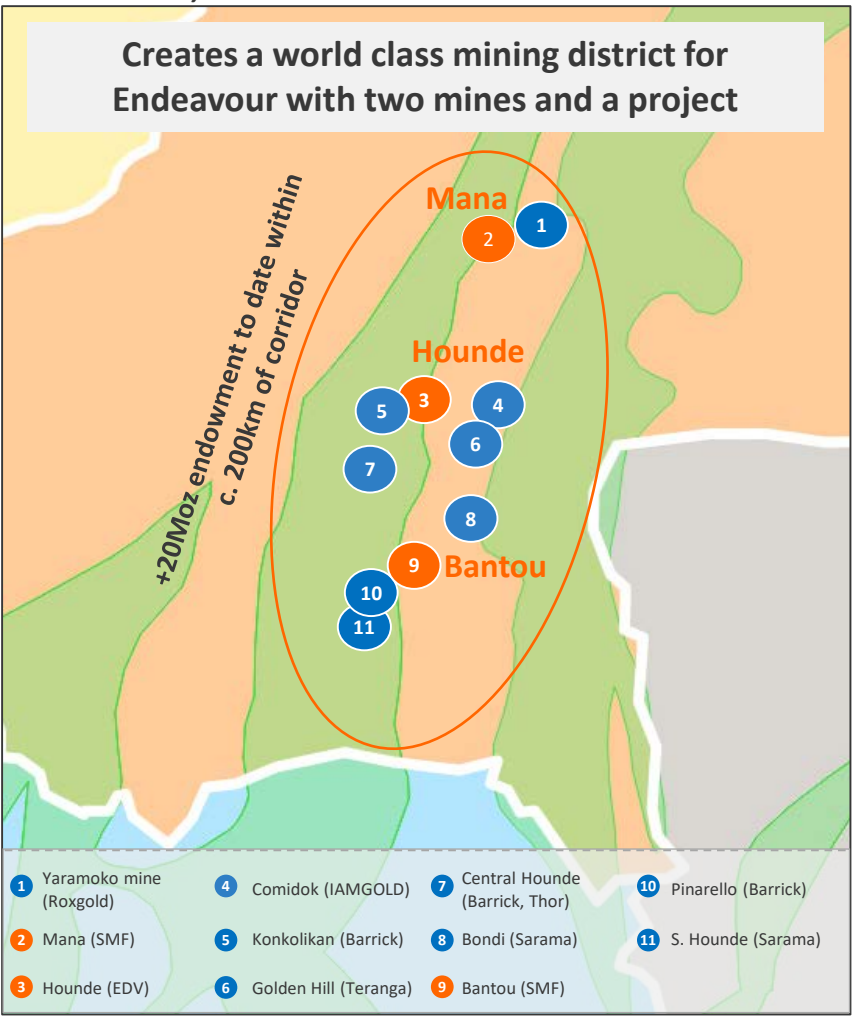 Creates a world class mining district for
Endeavour with two mines and a project
+20Moz endowment to date within
c. 200km of corridor
Mana
1
2
Hounde
3
4
5
6
7
8
9
Bantou
10
11
1 Yaramoko mine
(Roxgold)
2 Mana (SMF)
3 Hounde (EDV)
4 Comidok (IAMGOLD)
5 Konkolikan (Barrick)
6 Golden Hill (Teranga)
7 Central Hounde
(Barrick, Thor)
8 Bondi (Sarama)
9 Bantou (SMF)
10 Pinarello (Barrick)
11 S. Hounde (Sarama)